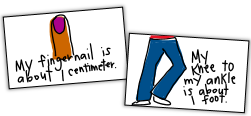 My fingernail is
about 1 centimeter.
My
knee to
my ankle
is about
1 foot.